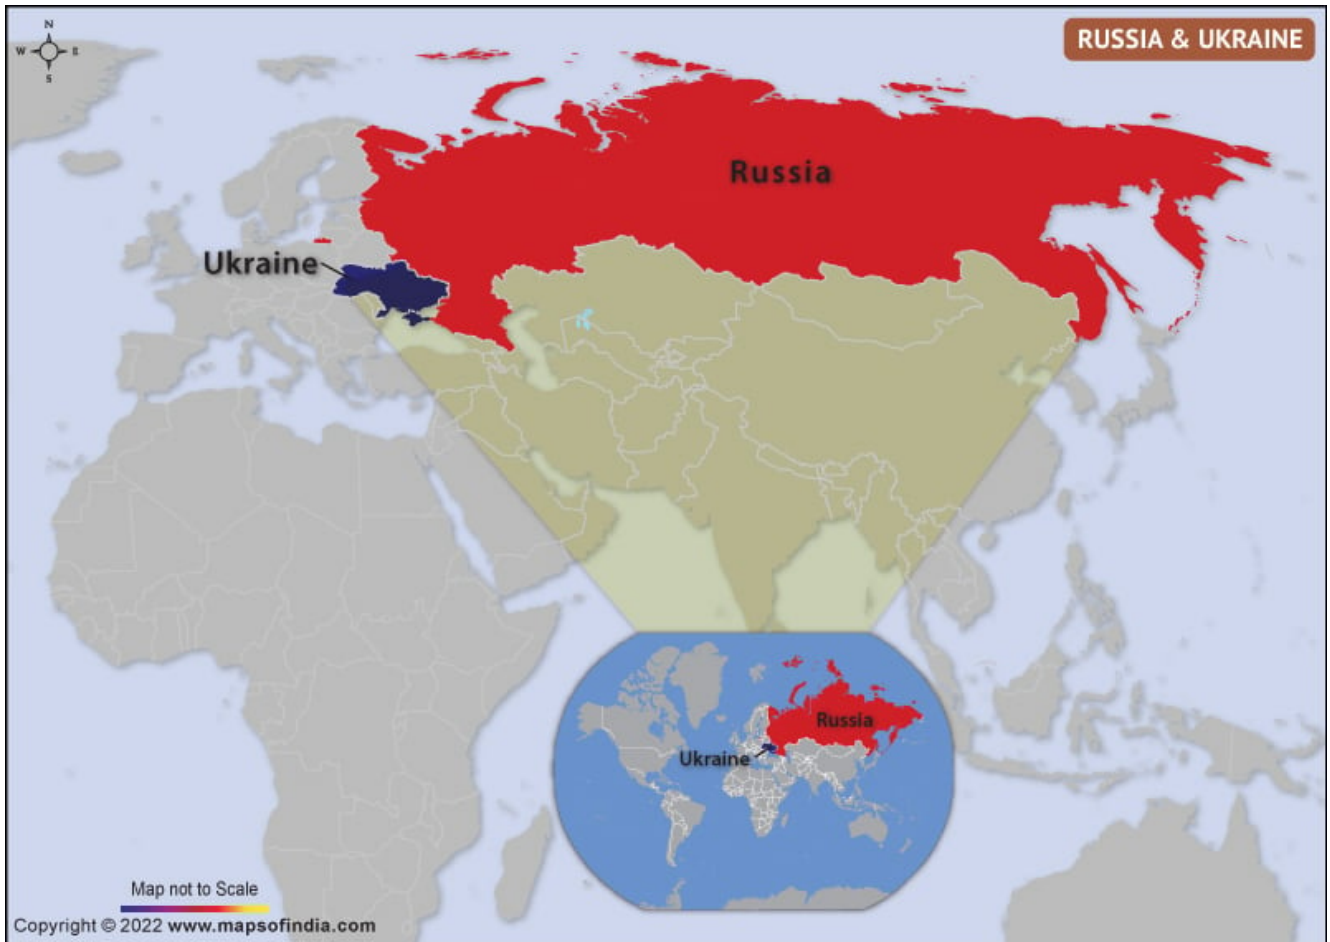 N
W E
S
RUSSIA & UKRAINE
Russia
Ukraine
Russia
Ukraine
Map not to Scale
Copyright © 2022 www.mapsofindia.com